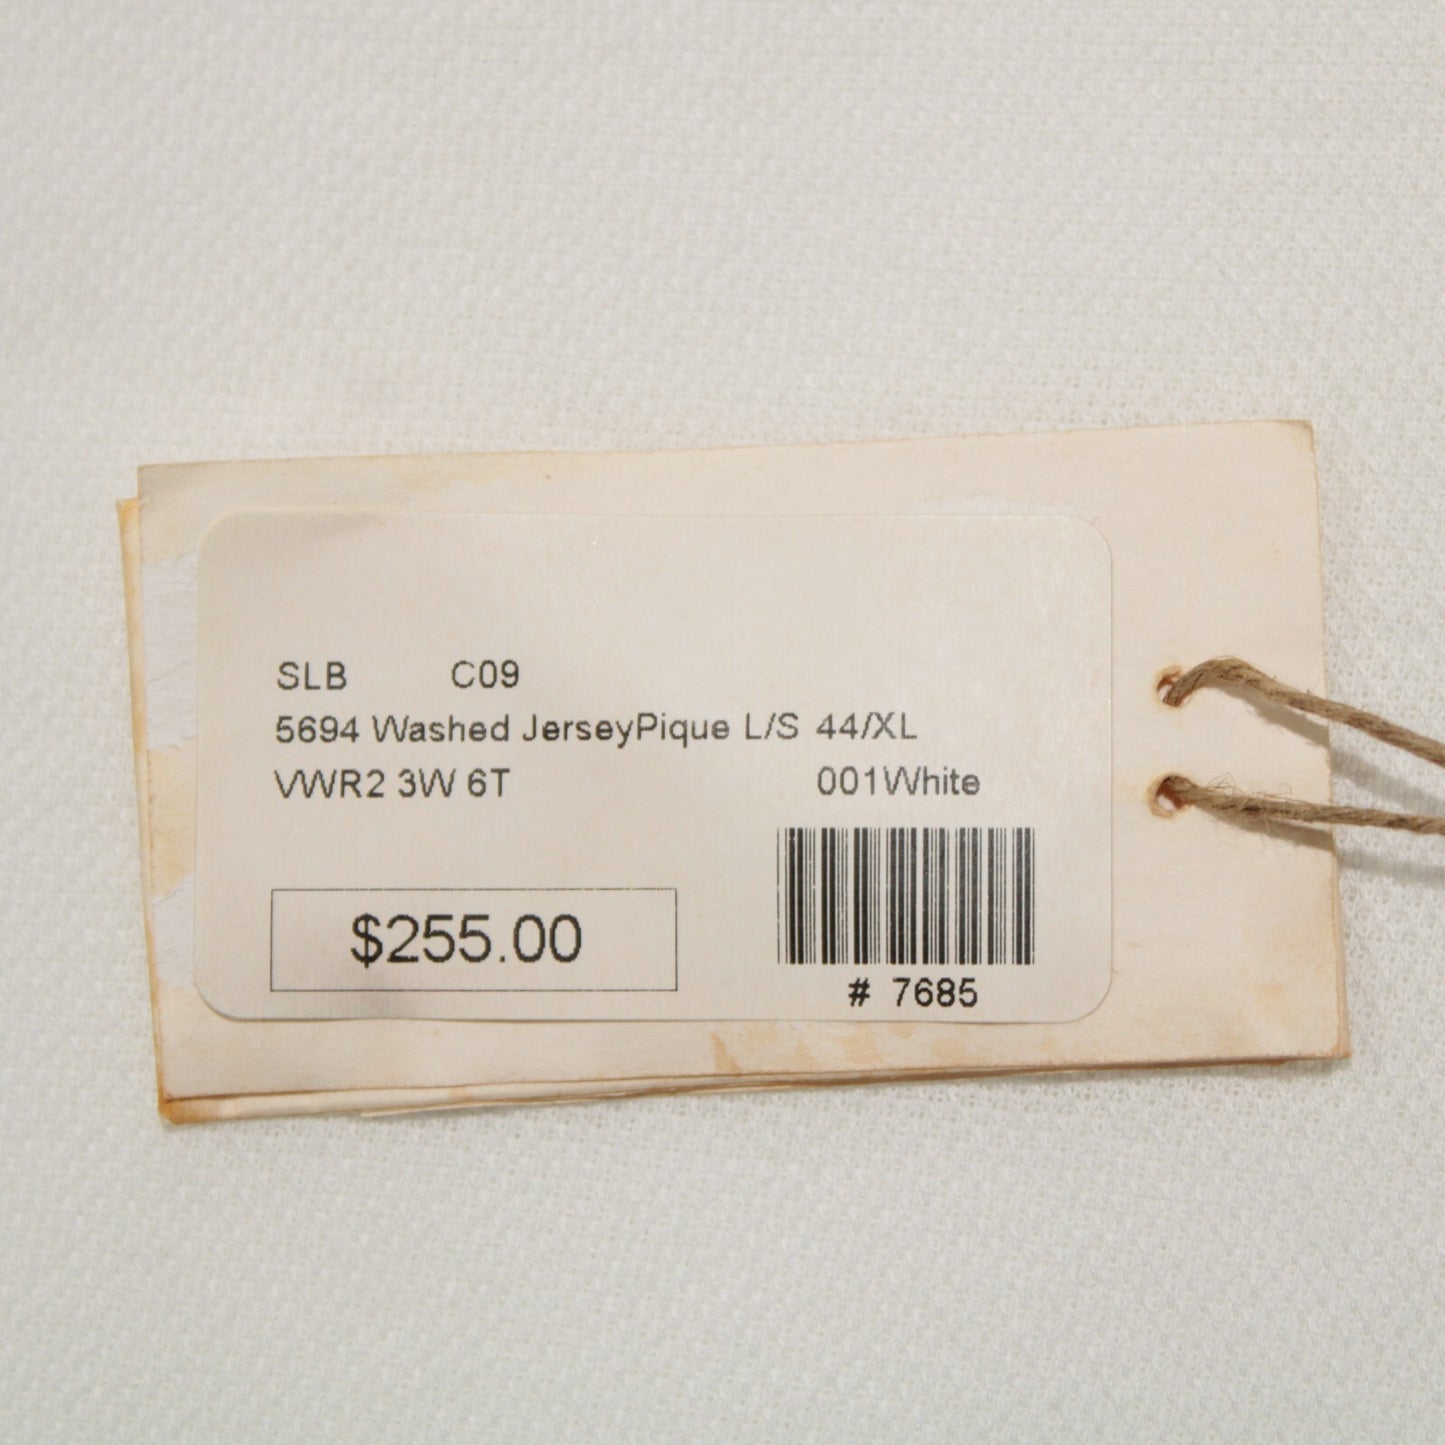 SLB C09
5694 Washed JerseyPique L/S 44/XL
VWR2 3W 6T 001White
$255.00
# 7685